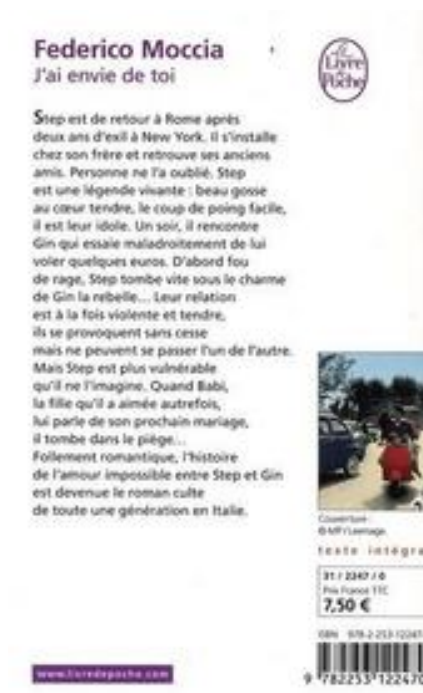 Federico Moccia
J'ai envie de toi
Le
Livre
de
Poche
Step est de retour à Rome après
deux ans d'exil à New York. Il s'installe
chez son frère et retrouve ses anciens
amis. Personne ne l'a oublié. Step
est une légende vivante : beau gosse
au cœur tendre, le coup de poing facile,
il est leur idole. Un soir, il rencontre
Gin qui essaie maladroitement de lui
voler quelques euros. D'abord fou
de rage, Step tombe vite sous le charme
de Gin la rebelle... Leur relation
est à la fois violente et tendre,
ils se provoquent sans cesse
mais ne peuvent se passer l'un de l'autre.
Mais Step est plus vulnérable
qu'il ne l'imagine. Quand Babi,
la fille qu'il a aimée autrefois,
lui parle de son prochain mariage,
il tombe dans le piège...
Follement romantique, l'histoire
de l'amour impossible entre Step et Gin
est devenue le roman culte
de toute une génération en Italie.
Couverture :
texte intégra
31 / 2247 / 0
Prix France TTC
7,50 €
ISBN 978-2-253-12247
9 782253 122470
www.livredepoche.com